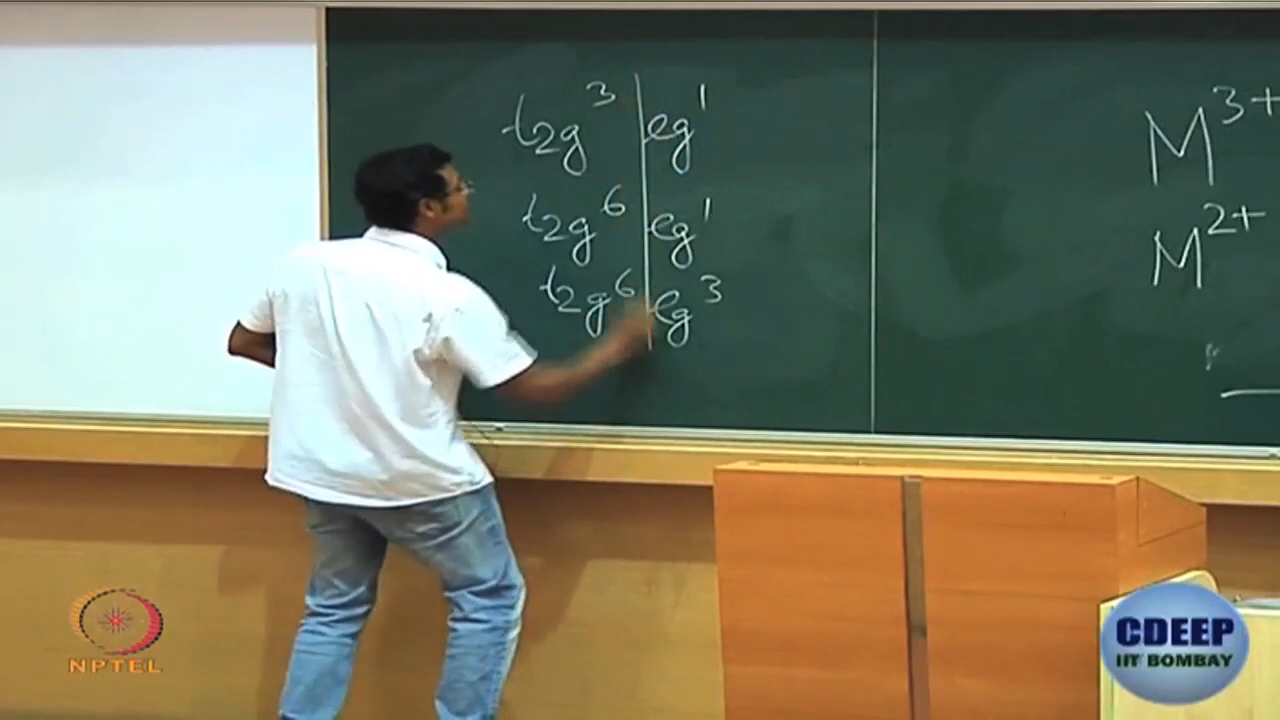 t2g³ eg¹
t2g⁶ eg¹
t2g⁶ eg³
M³⁺
M²⁺
NPTEL
CDEEP
IIT BOMBAY